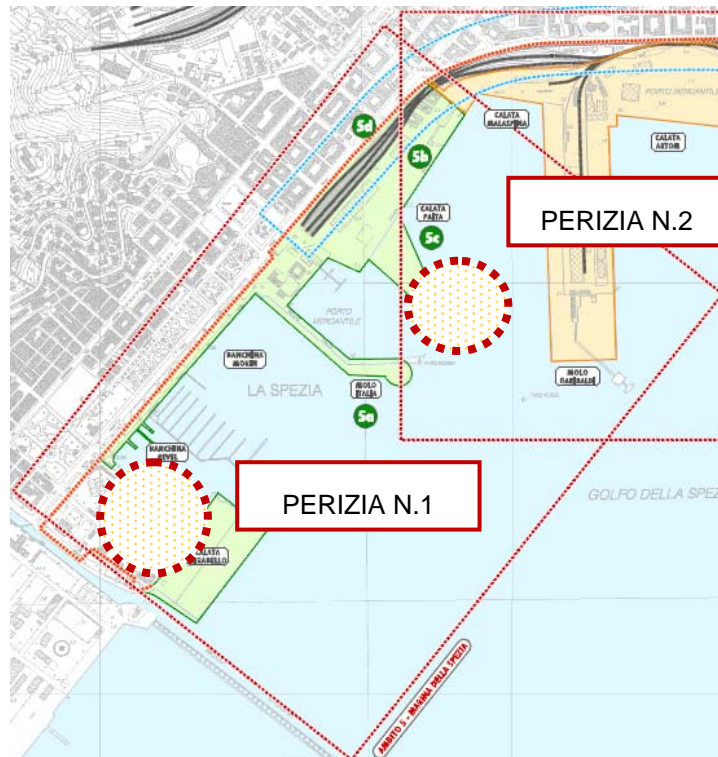 5d
CALATA
MALASPINA
PORTO MERCANTILE
CALATA
ARTOM
5b
CALATA
PAITA
5c
PERIZIA N.2
PORTO
MERCANTILE
BANCHINA
MORIN
LA SPEZIA
MOLO
ITALIA
5a
MOLO
GARIBALDI
BANCHINA
REVEL
PERIZIA N.1
GOLFO DELLA SPEZ
CALATA
AMBITO 5 - MARINA DELLA SPEZIA